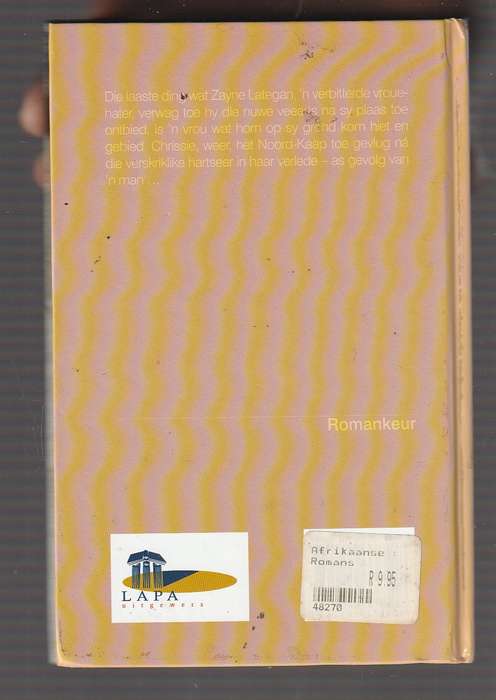 Die laaste ding wat Zayne Lategan, 'n verbitterde vroue-
hater, verwag toe hy die nuwe veearts na sy plaas toe
ontbied, is 'n vrou wat hom op sy grond kom hiet en
gebied. Chrissie, weer, het Noord-Kaap toe gevlug ná
die verskriklike hartseer in haar verlede – as gevolg van
'n man ...
Romankeur
LAPA
uitgewers
Afrikaanse :
Romans
R 9.95
48270